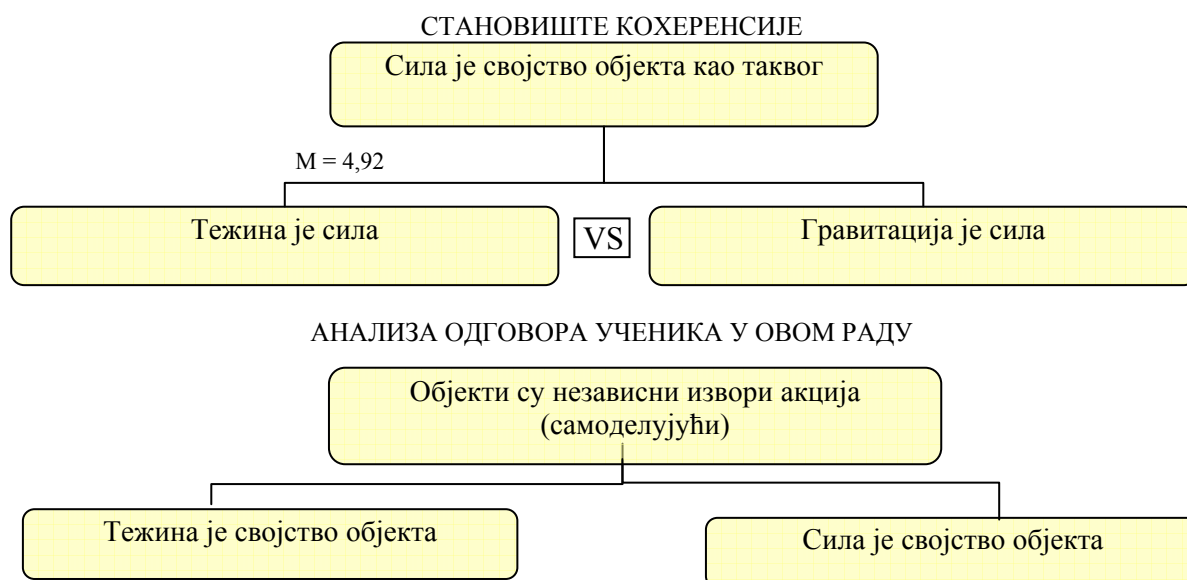 СТАНОВИШТЕ КОХЕРЕНСИЈЕ
Сила је својство објекта као таквог
М = 4,92
Тежина је сила
VS
Гравитација је сила
АНАЛИЗА ОДГОВОРА УЧЕНИКА У ОВОМ РАДУ
Објекти су независни извори акција
(самоделујући)
Тежина је својство објекта
Сила је својство објекта